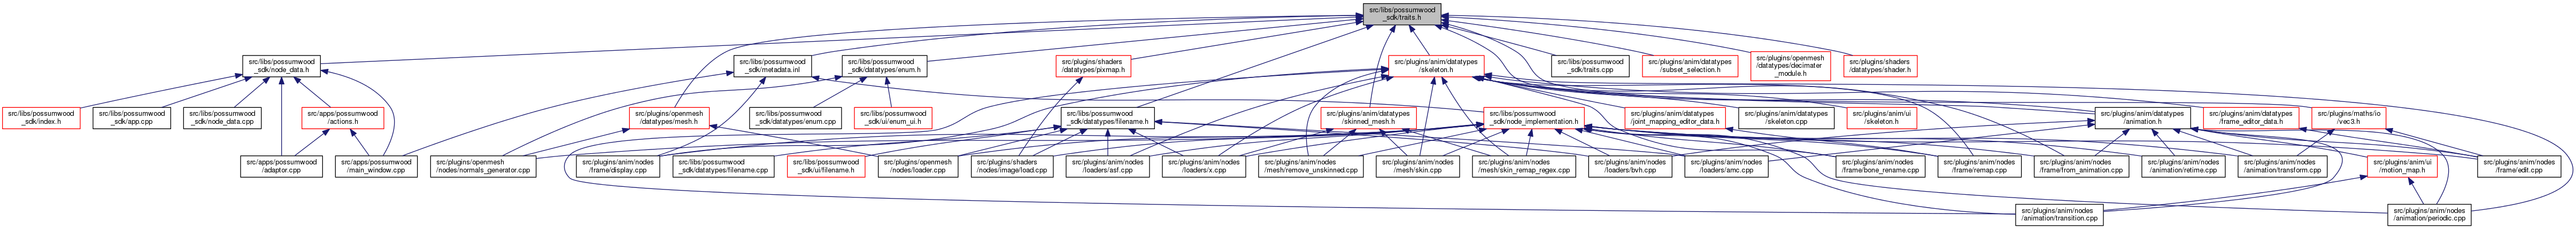 src/libs/possumwood
_sdk/traits.h
src/libs/possumwood
_sdk/node_data.h
src/libs/possumwood
_sdk/metadata.inl
src/libs/possumwood
_sdk/datatypes/enum.h
src/plugins/shaders
/datatypes/pixmap.h
src/plugins/anim/datatypes
/skeleton.h
src/libs/possumwood
_sdk/traits.cpp
src/plugins/anim/datatypes
/subset_selection.h
src/plugins/openmesh
/datatypes/decimater
_module.h
src/plugins/shaders
/datatypes/shader.h
src/libs/possumwood
_sdk/index.h
src/libs/possumwood
_sdk/app.cpp
src/libs/possumwood
_sdk/node_data.cpp
src/apps/possumwood
/actions.h
src/plugins/openmesh
/datatypes/mesh.h
src/libs/possumwood
_sdk/datatypes/enum.cpp
src/libs/possumwood
_sdk/ui/enum_ui.h
src/libs/possumwood
_sdk/datatypes/filename.h
src/plugins/anim/datatypes
/skinned_mesh.h
src/libs/possumwood
_sdk/node_implementation.h
src/plugins/anim/datatypes
/joint_mapping_editor_data.h
src/plugins/anim/datatypes
/skeleton.cpp
src/plugins/anim/ui
/skeleton.h
src/plugins/anim/datatypes
/animation.h
src/plugins/anim/datatypes
/frame_editor_data.h
src/plugins/maths/io
/vec3.h
src/apps/possumwood
/adaptor.cpp
src/apps/possumwood
/main_window.cpp
src/plugins/openmesh
/nodes/normals_generator.cpp
src/plugins/anim/nodes
/frame/display.cpp
src/libs/possumwood
_sdk/datatypes/filename.cpp
src/libs/possumwood
_sdk/ui/filename.h
src/plugins/openmesh
/nodes/loader.cpp
src/plugins/shaders
/nodes/image/load.cpp
src/plugins/anim/nodes
/loaders/asf.cpp
src/plugins/anim/nodes
/loaders/x.cpp
src/plugins/anim/nodes
/mesh/remove_unskinned.cpp
src/plugins/anim/nodes
/mesh/skin.cpp
src/plugins/anim/nodes
/mesh/skin_remap_regex.cpp
src/plugins/anim/nodes
/loaders/bvh.cpp
src/plugins/anim/nodes
/loaders/amc.cpp
src/plugins/anim/nodes
/frame/bone_rename.cpp
src/plugins/anim/nodes
/frame/remap.cpp
src/plugins/anim/nodes
/frame/from_animation.cpp
src/plugins/anim/nodes
/animation/retime.cpp
src/plugins/anim/nodes
/animation/transform.cpp
src/plugins/anim/ui
/motion_map.h
src/plugins/anim/nodes
/frame/edit.cpp
src/plugins/anim/nodes
/animation/transition.cpp
src/plugins/anim/nodes
/animation/periodic.cpp